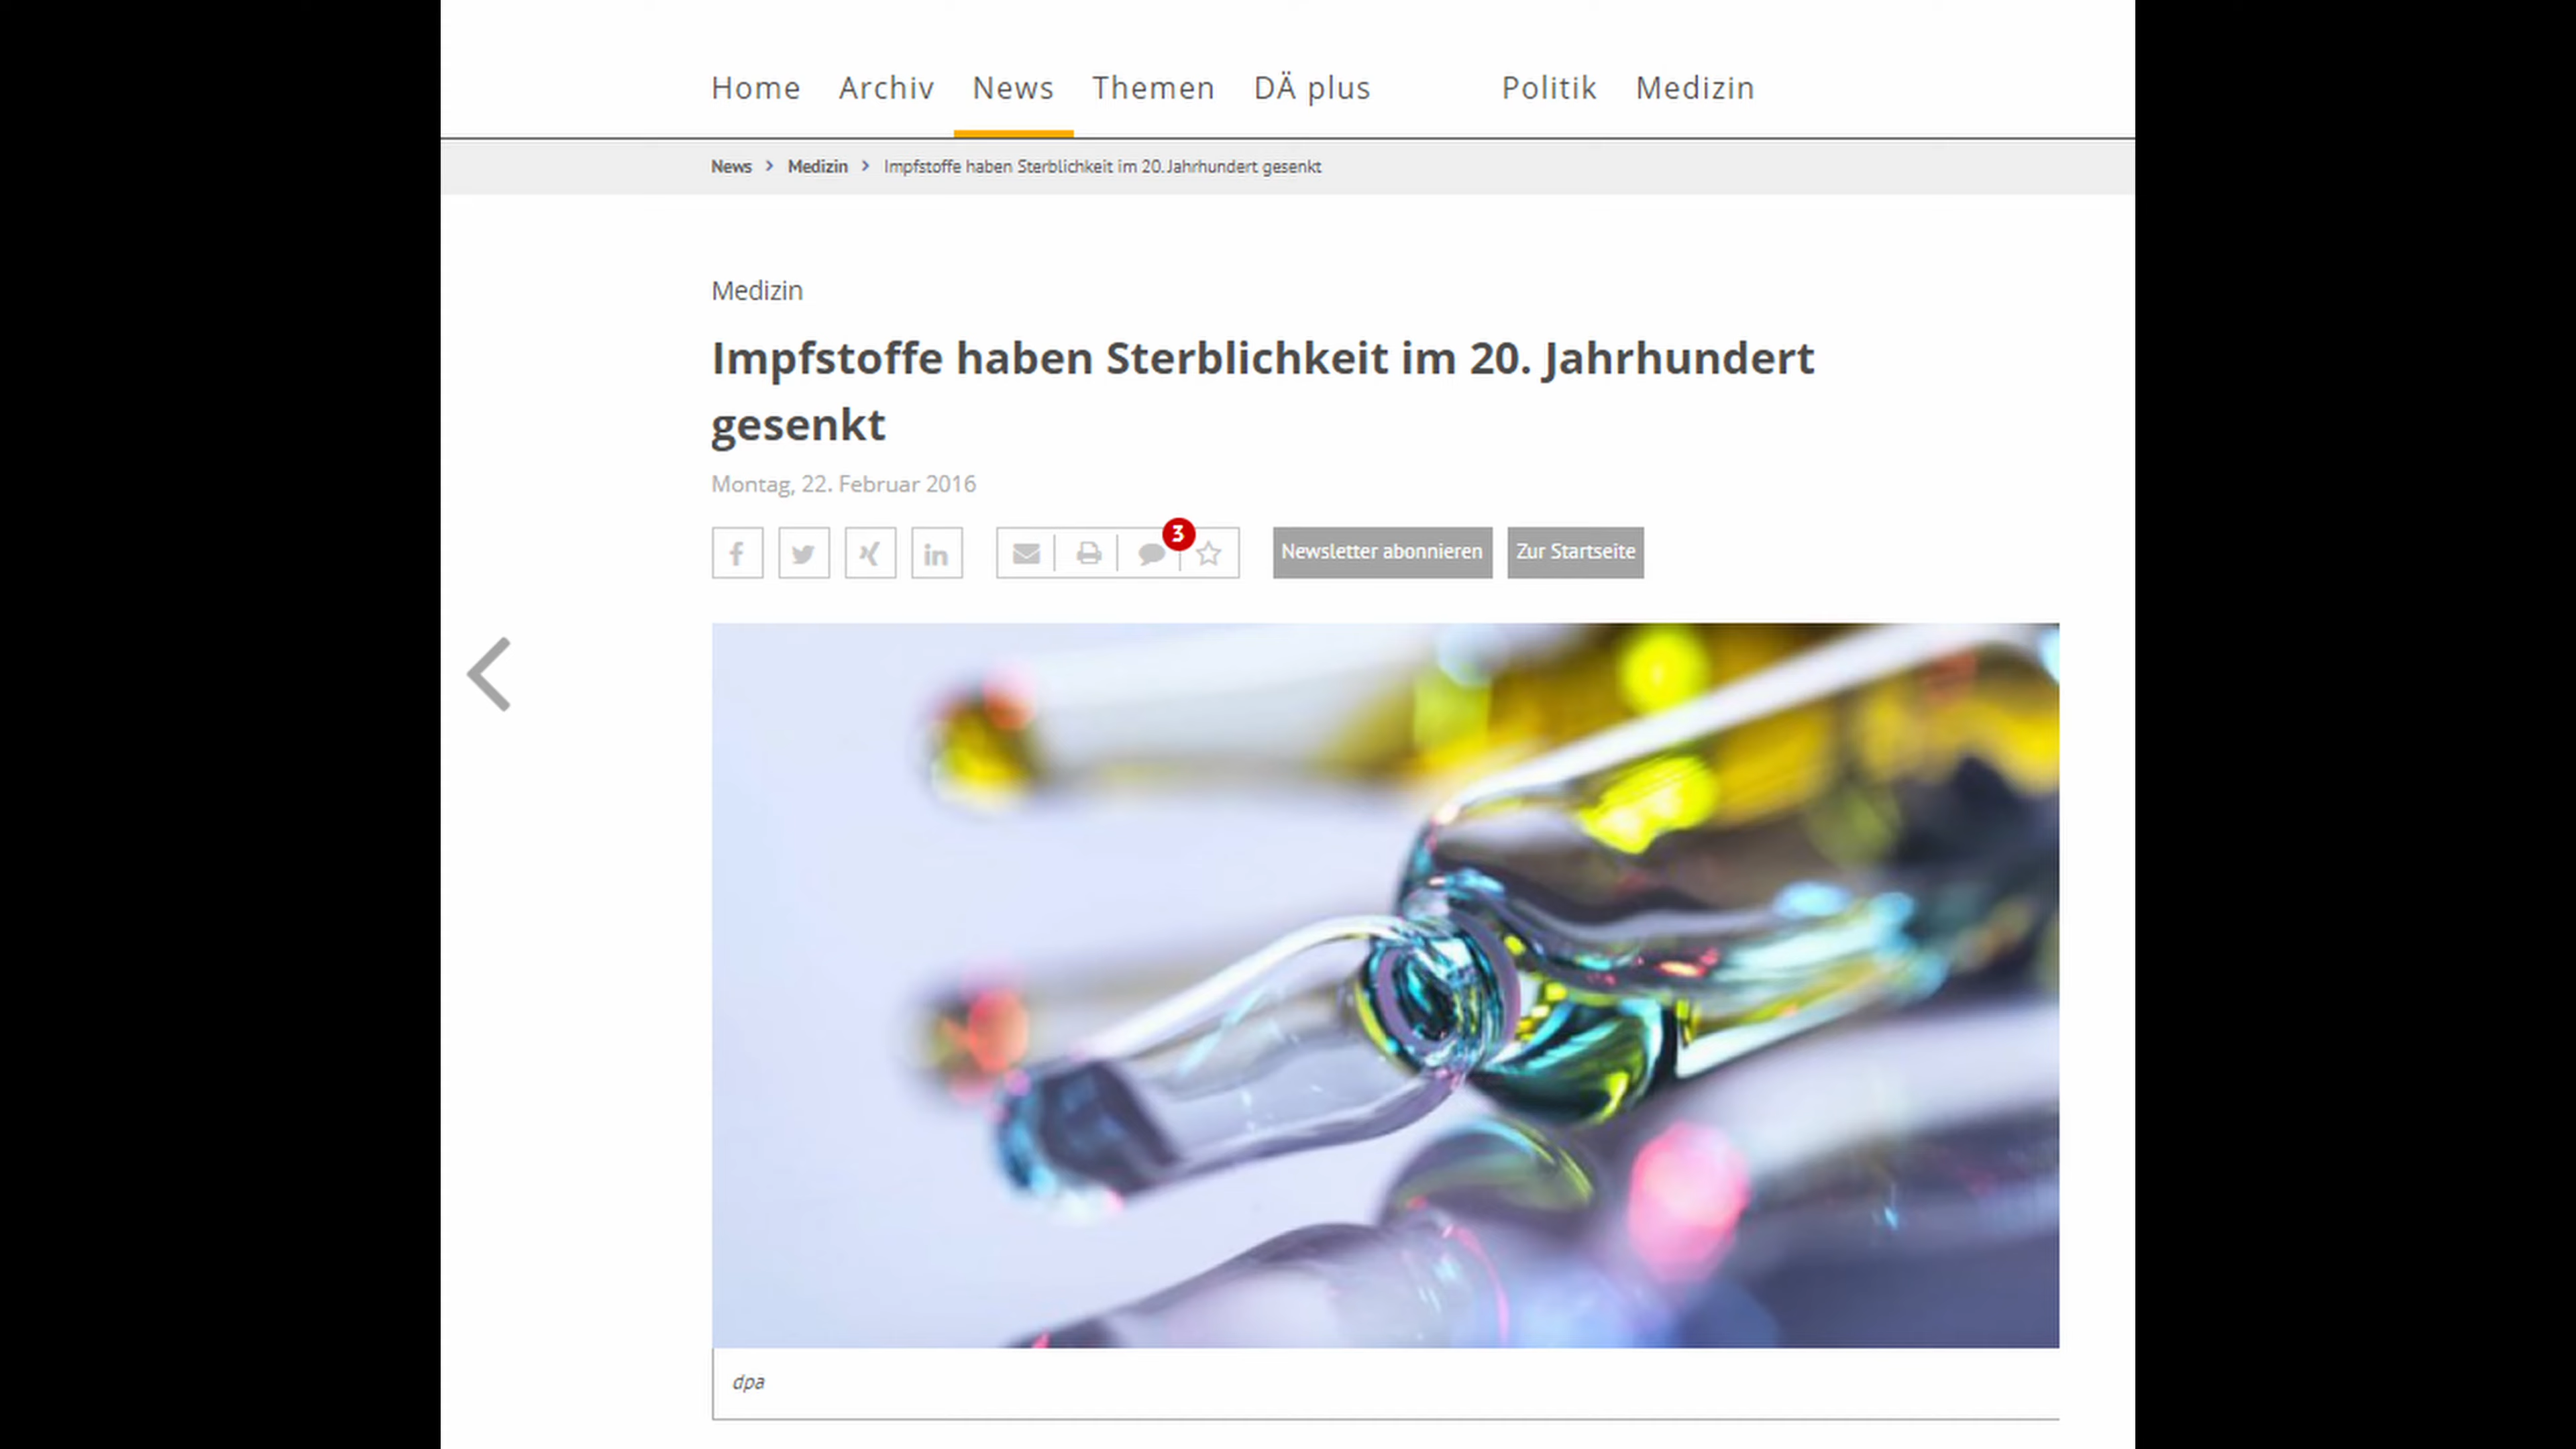 Home Archiv News Themen DÄ plus Politik Medizin
News > Medizin > Impfstoffe haben Sterblichkeit im 20. Jahrhundert gesenkt
Medizin
Impfstoffe haben Sterblichkeit im 20. Jahrhundert
gesenkt
Montag, 22. Februar 2016
3
Newsletter abonnieren Zur Startseite
dpa